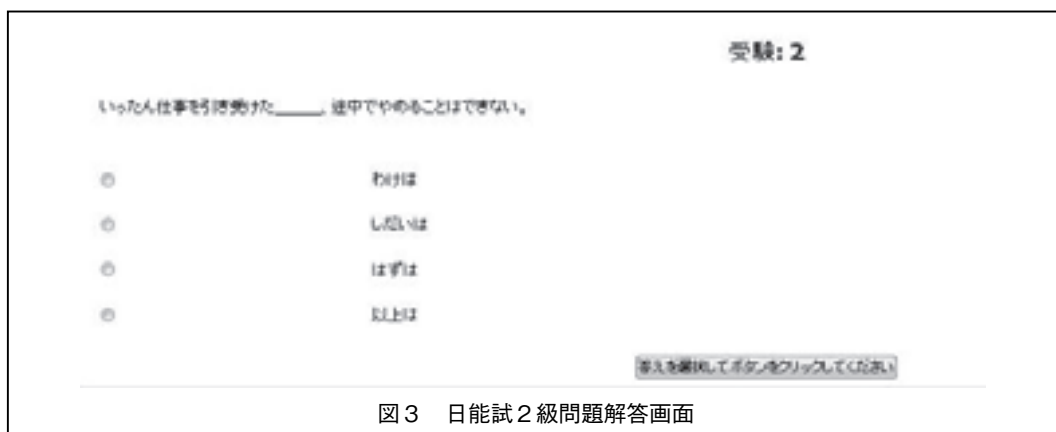 受験: 2
いったん仕事を引き受けた_____、途中でやめることはできない。
わけは
しだいは
はずは
以上は
答えを選択してボタンをクリックしてください
図3　日能試2級問題解答画面